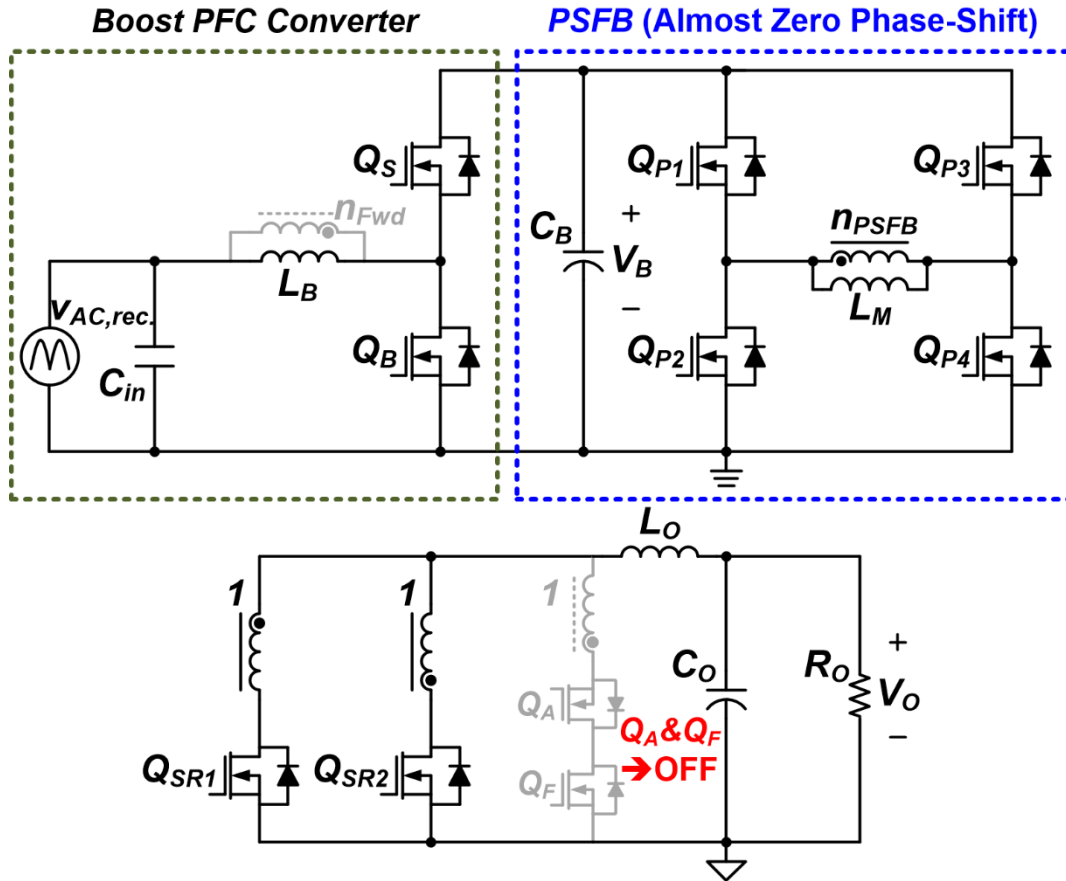 Boost PFC Converter
PSFB (Almost Zero Phase-Shift)
QS
nFwd
LB
vAC,rec.
Cin
QB
QP1
QP3
CB
+
VB
−
nPSFB
LM
QP2
QP4
LO
1
1
1
QA
QA&QF
➔OFF
QF
QSR1
QSR2
CO
RO
+
VO
−